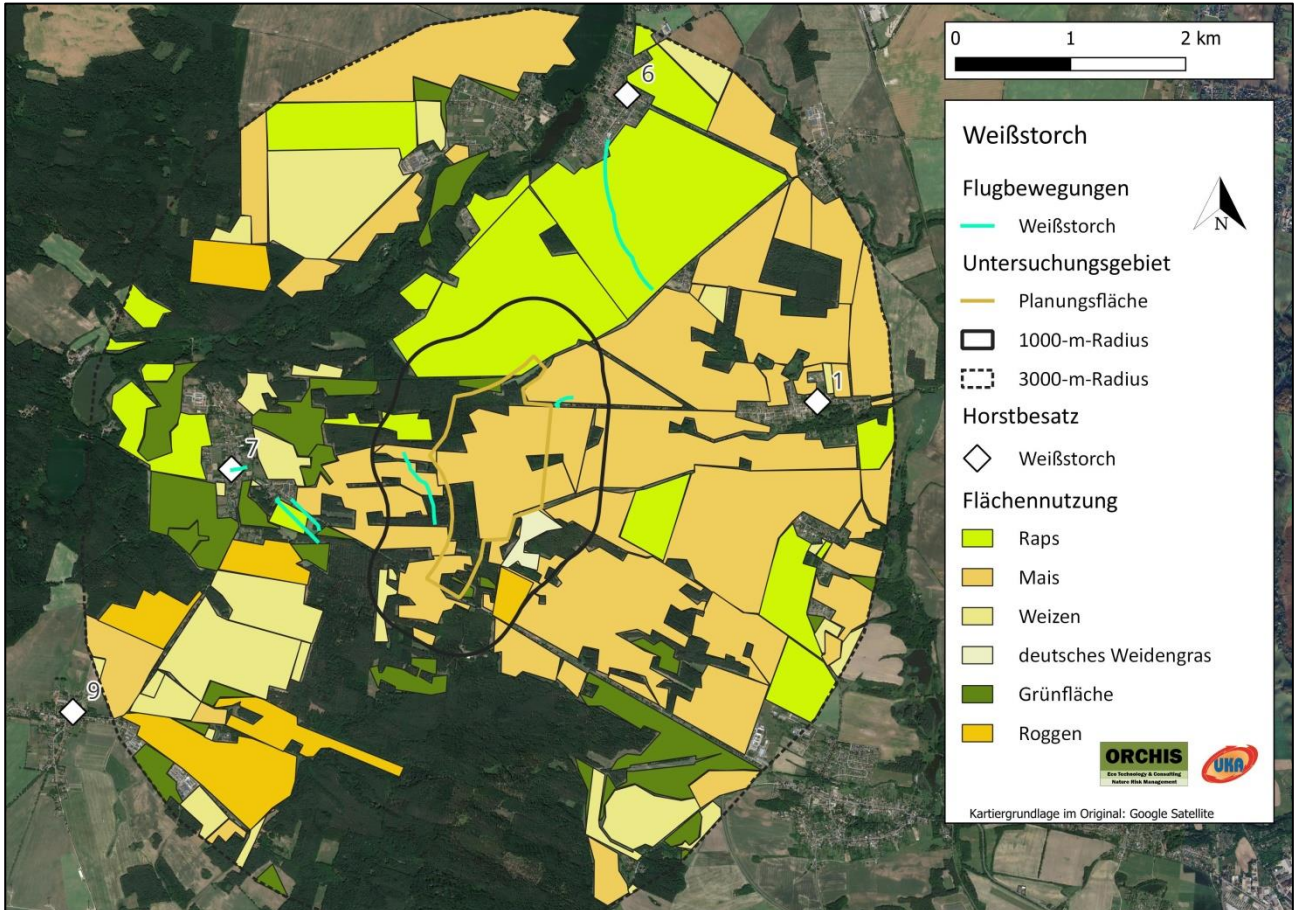 0 1 2 km
Weißstorch
Flugbewegungen
Weißstorch
N
Untersuchungsgebiet
Planungsfläche
1000-m-Radius
3000-m-Radius
Horstbesatz
Weißstorch
Flächennutzung
Raps
Mais
Weizen
deutsches Weidengras
Grünfläche
Roggen
ORCHIS
Eco Technology & Consulting
Nature Risk Management
UKA
Kartiergrundlage im Original: Google Satellite
6
1
7
9